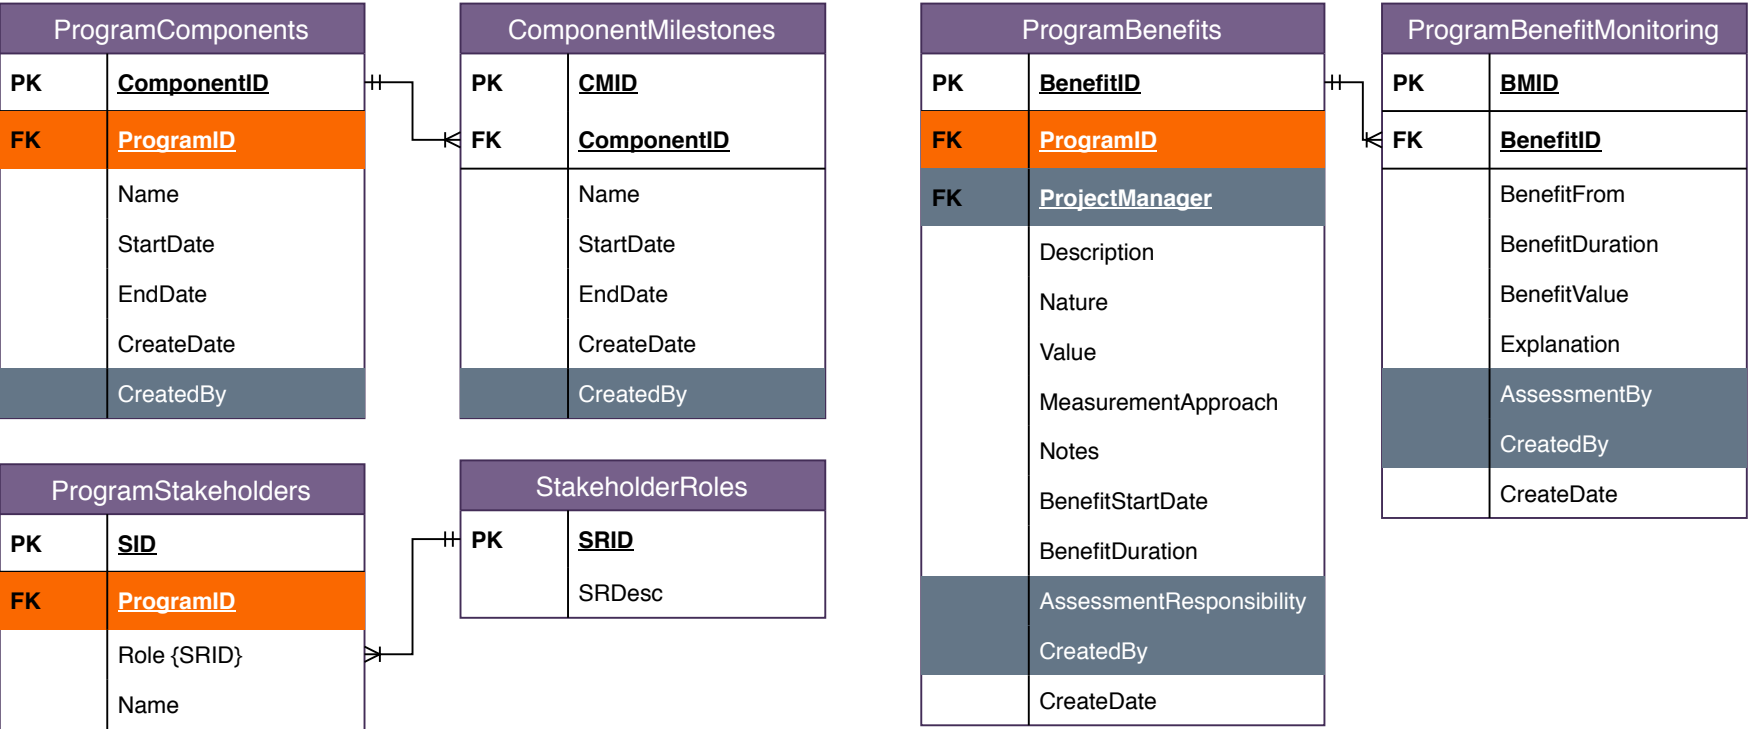 ProgramComponents
PK ComponentID
FK ProgramID
Name
StartDate
EndDate
CreateDate
CreatedBy
ComponentMilestones
PK CMID
FK ComponentID
Name
StartDate
EndDate
CreateDate
CreatedBy
ProgramStakeholders
PK SID
FK ProgramID
Role {SRID}
Name
StakeholderRoles
PK SRID
SRDesc
ProgramBenefits
PK BenefitID
FK ProgramID
FK ProjectManager
Description
Nature
Value
MeasurementApproach
Notes
BenefitStartDate
BenefitDuration
AssessmentResponsibility
CreatedBy
CreateDate
ProgramBenefitMonitoring
PK BMID
FK BenefitID
BenefitFrom
BenefitDuration
BenefitValue
Explanation
AssessmentBy
CreatedBy
CreateDate